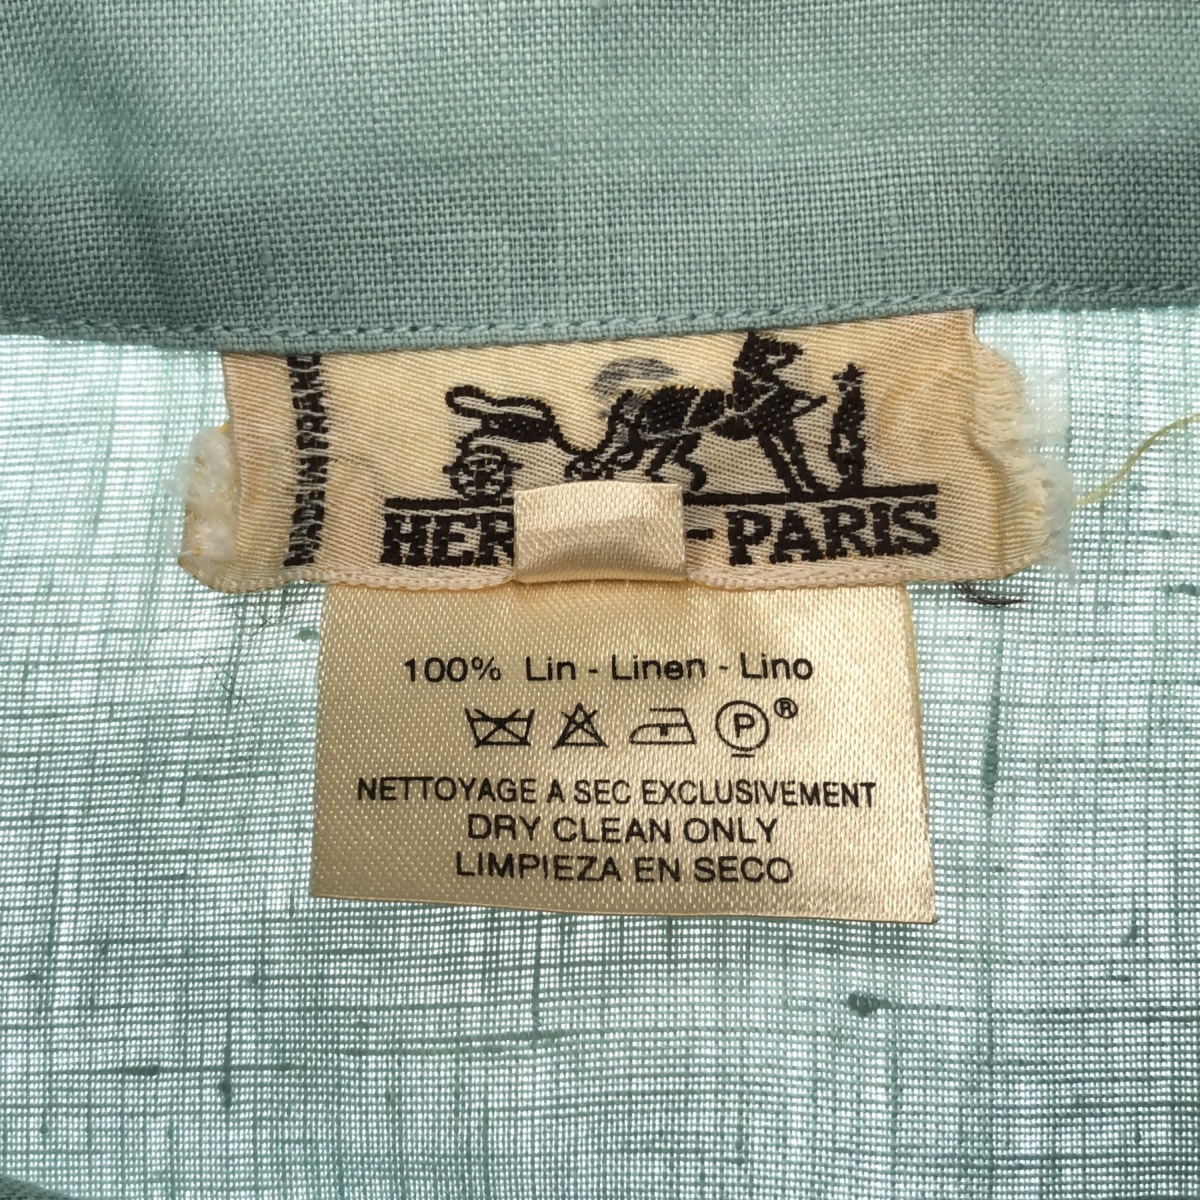 MADE IN FRANCE
HER - PARIS
100% Lin - Linen - Lino
P ®
NETTOYAGE A SEC EXCLUSIVEMENT
DRY CLEAN ONLY
LIMPIEZA EN SECO